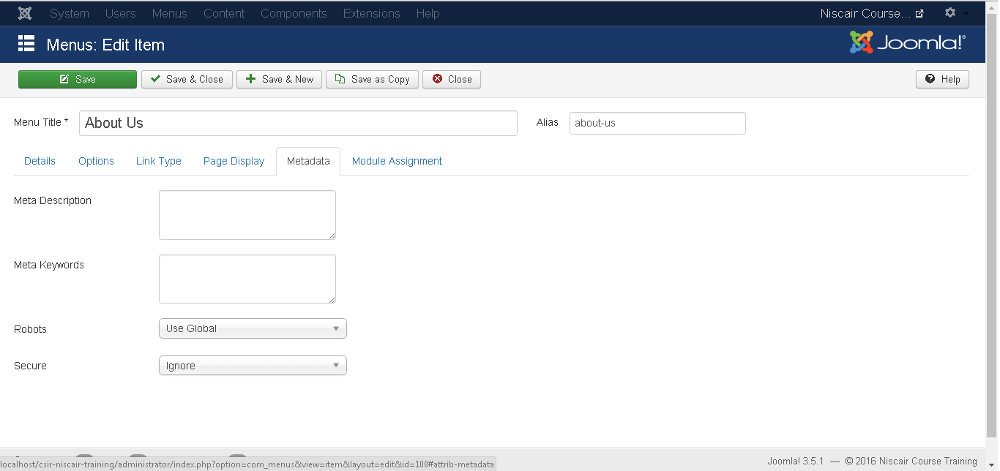 System Users Menus Content Components Extensions Help Niscair Course...
Menus: Edit Item Joomla!®
Save Save & Close Save & New Save as Copy Close Help
Menu Title * About Us Alias about-us
Details Options Link Type Page Display Metadata Module Assignment
Meta Description
Meta Keywords
Robots Use Global
Secure Ignore
localhost/csir-niscair-training/administrator/index.php?option=com_menus&view=item&layout=edit&id=108#attrib-metadata
Joomla! 3.5.1 — © 2016 Niscair Course Training